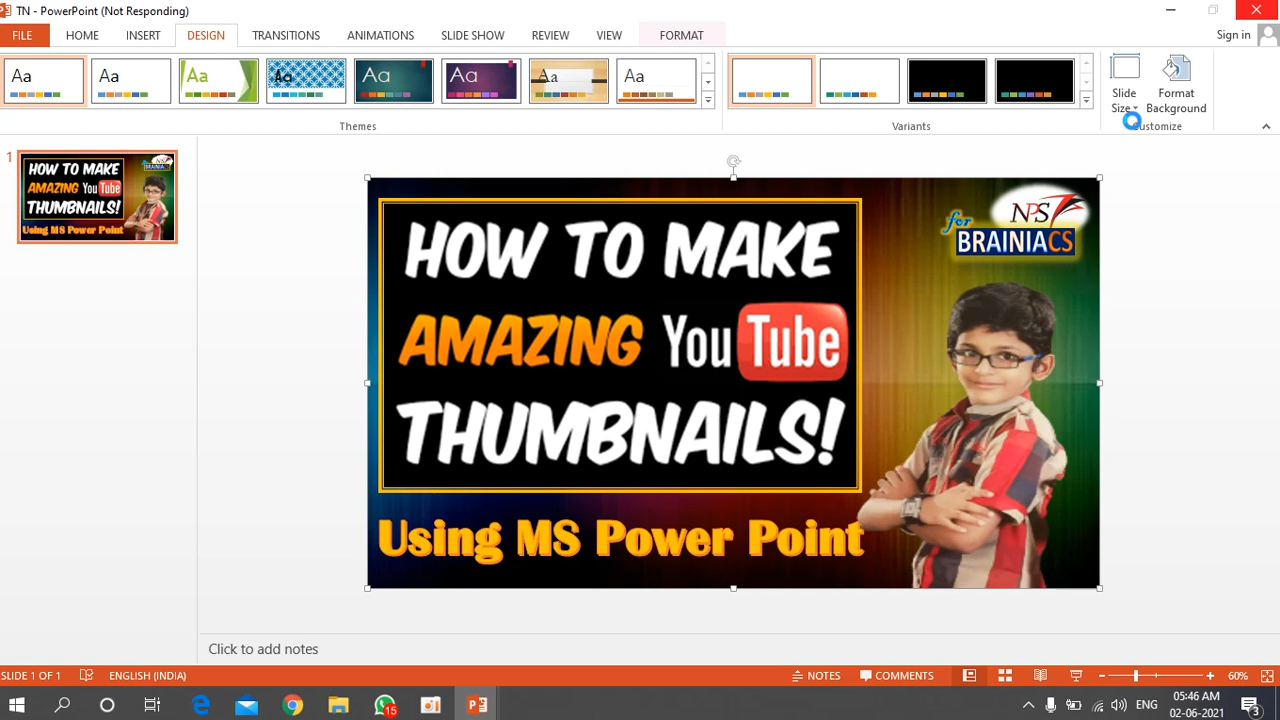 TN - PowerPoint (Not Responding)
FILE HOME INSERT DESIGN TRANSITIONS ANIMATIONS SLIDE SHOW REVIEW VIEW FORMAT Sign in
Aa Aa Aa Aa Aa Aa Aa Aa
Slide Size
Format Background
Themes Variants Customize
1
HOW TO MAKE
AMAZING You Tube
THUMBNAILS!
Using MS Power Point
BRAINIACS
NPS
for BRAINIACS
HOW TO MAKE
AMAZING You Tube
THUMBNAILS!
Using MS Power Point
Click to add notes
SLIDE 1 OF 1 ENGLISH (INDIA) NOTES COMMENTS 60%
15 ENG 05:46 AM
02-06-2021 3